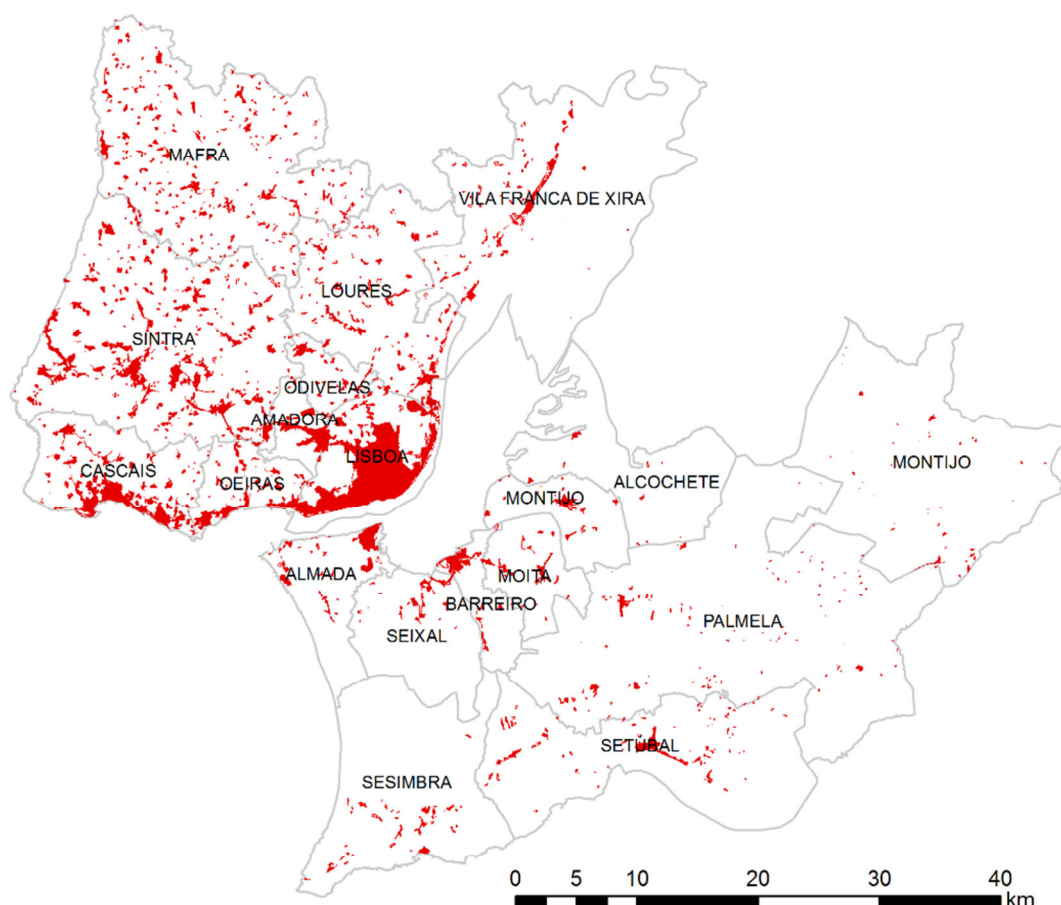 MAFRA
VILA FRANCA DE XIRA
LOURES
SINTRA
ODIVELAS
AMADORA
LISBOA
CASCAIS
OEIRAS
MONTIJO
ALCOCHETE
MONTIJO
ALMADA
MOITA
BARREIRO
SEIXAL
PALMELA
SETUBAL
SESIMBRA
0 5 10 20 30 40
km